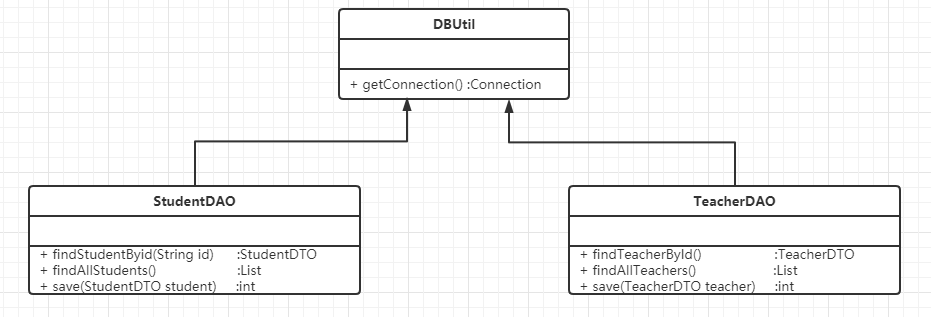 DBUtil
+ getConnection() :Connection
StudentDAO
+ findStudentByid(String id) :StudentDTO
+ findAllStudents() :List
+ save(StudentDTO student) :int
TeacherDAO
+ findTeacherById() :TeacherDTO
+ findAllTeachers() :List
+ save(TeacherDTO teacher) :int